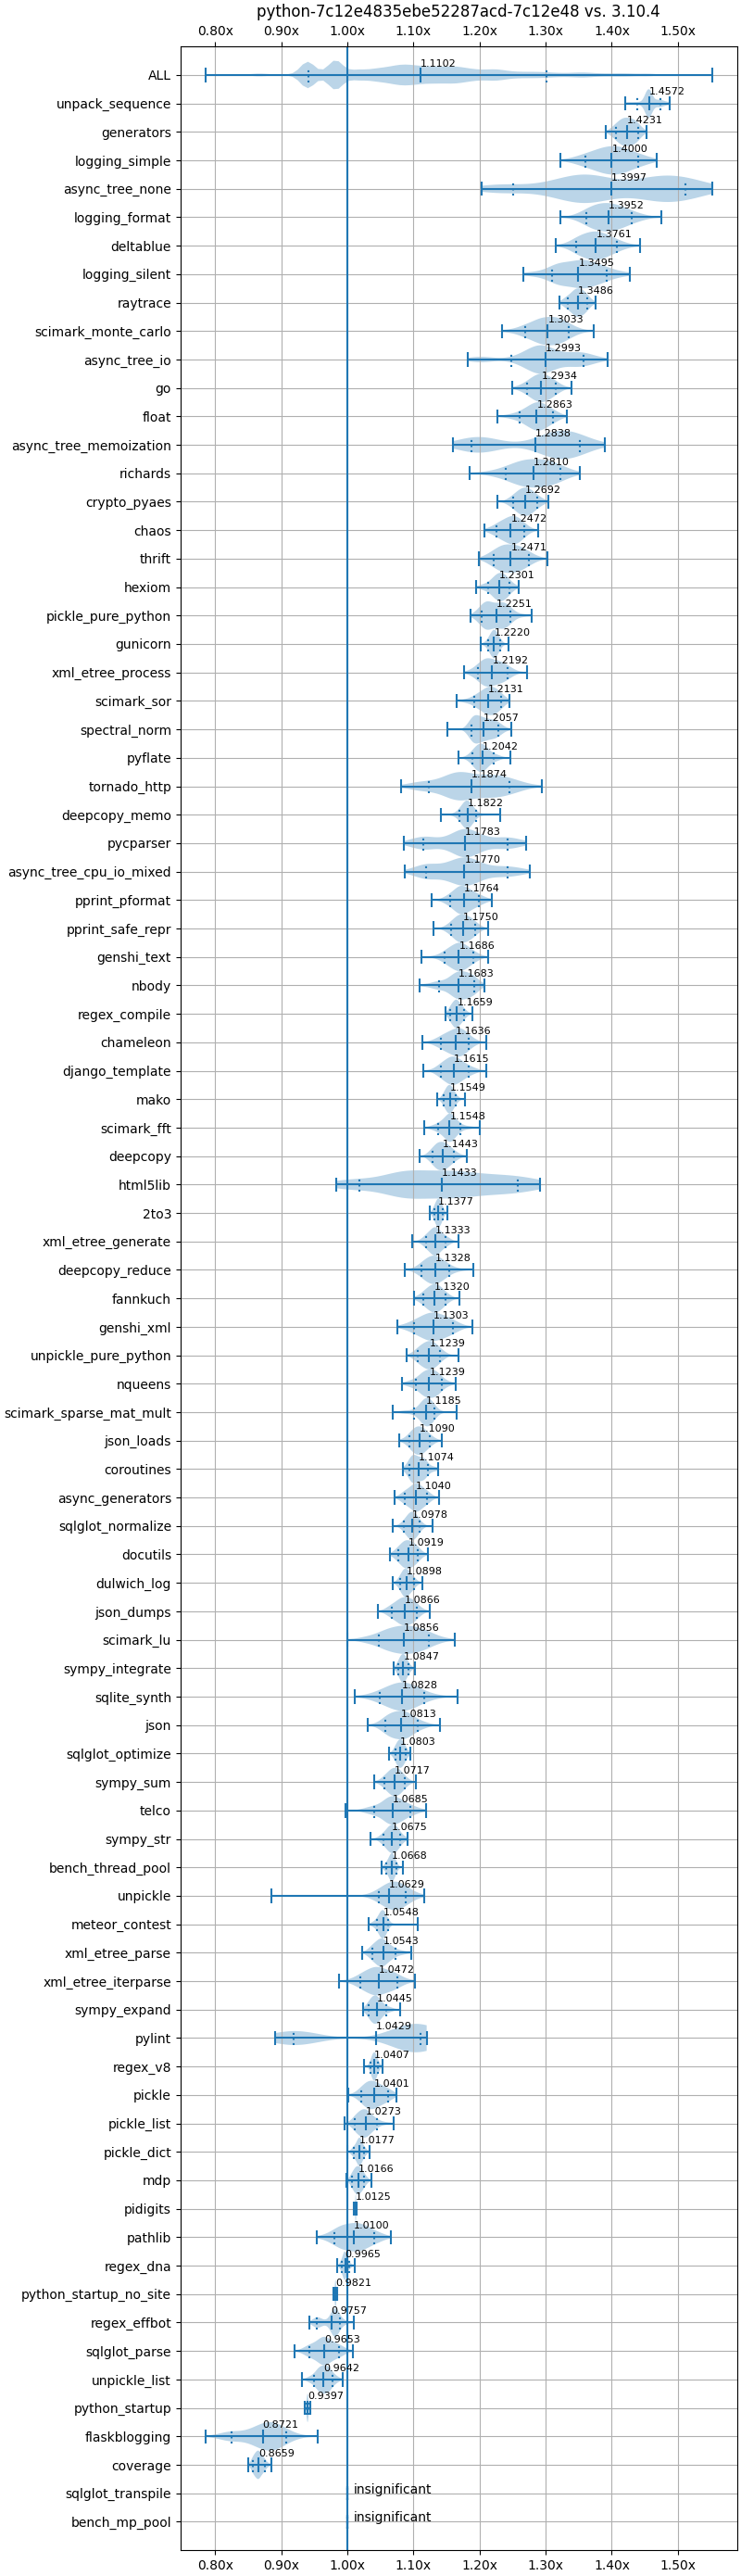 python-7c12e4835ebe52287acd-7c12e48 vs. 3.10.4
0.80x 0.90x 1.00x 1.10x 1.20x 1.30x 1.40x 1.50x
ALL 1.1102
unpack_sequence 1.4572
generators 1.4231
logging_simple 1.4000
async_tree_none 1.3997
logging_format 1.3952
deltablue 1.3761
logging_silent 1.3495
raytrace 1.3486
scimark_monte_carlo 1.3033
async_tree_io 1.2993
go 1.2934
float 1.2863
async_tree_memoization 1.2838
richards 1.2810
crypto_pyaes 1.2692
chaos 1.2472
thrift 1.2471
hexiom 1.2301
pickle_pure_python 1.2251
gunicorn 1.2220
xml_etree_process 1.2192
scimark_sor 1.2131
spectral_norm 1.2057
pyflate 1.2042
tornado_http 1.1874
deepcopy_memo 1.1822
pycparser 1.1783
async_tree_cpu_io_mixed 1.1770
pprint_pformat 1.1764
pprint_safe_repr 1.1750
genshi_text 1.1686
nbody 1.1683
regex_compile 1.1659
chameleon 1.1636
django_template 1.1615
mako 1.1549
scimark_fft 1.1548
deepcopy 1.1443
html5lib 1.1433
2to3 1.1377
xml_etree_generate 1.1333
deepcopy_reduce 1.1328
fannkuch 1.1320
genshi_xml 1.1303
unpickle_pure_python 1.1239
nqueens 1.1239
scimark_sparse_mat_mult 1.1185
json_loads 1.1090
coroutines 1.1074
async_generators 1.1040
sqlglot_normalize 1.0978
docutils 1.0919
dulwich_log 1.0898
json_dumps 1.0866
scimark_lu 1.0856
sympy_integrate 1.0847
sqlite_synth 1.0828
json 1.0813
sqlglot_optimize 1.0803
sympy_sum 1.0717
telco 1.0685
sympy_str 1.0675
bench_thread_pool 1.0668
unpickle 1.0629
meteor_contest 1.0548
xml_etree_parse 1.0543
xml_etree_iterparse 1.0472
sympy_expand 1.0445
pylint 1.0429
regex_v8 1.0407
pickle 1.0401
pickle_list 1.0273
pickle_dict 1.0177
mdp 1.0166
pidigits 1.0125
pathlib 1.0100
regex_dna 0.9965
python_startup_no_site 0.9821
regex_effbot 0.9757
sqlglot_parse 0.9653
unpickle_list 0.9642
python_startup 0.9397
flaskblogging 0.8721
coverage 0.8659
sqlglot_transpile insignificant
bench_mp_pool insignificant
0.80x 0.90x 1.00x 1.10x 1.20x 1.30x 1.40x 1.50x